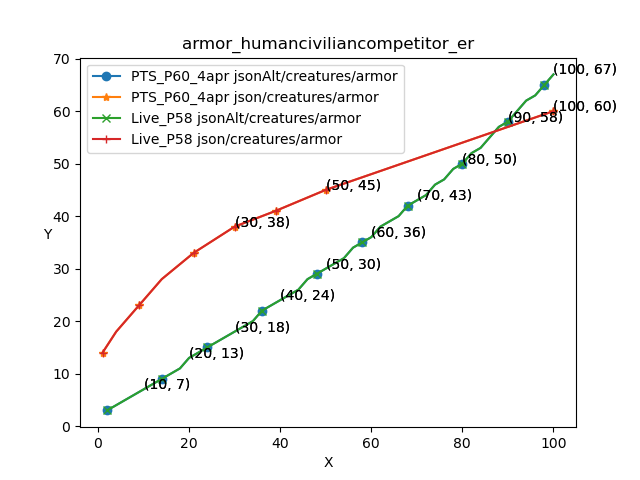 armor_humanciviliancompetitor_er
PTS_P60_4apr jsonAlt/creatures/armor
PTS_P60_4apr json/creatures/armor
Live_P58 jsonAlt/creatures/armor
Live_P58 json/creatures/armor
70
60
50
40
30
20
10
0
Y
(100, 67)
(100, 60)
(90, 58)
(80, 50)
(50, 45)
(70, 43)
(30, 38)
(60, 36)
(50, 30)
(40, 24)
(30, 18)
(20, 13)
(10, 7)
0 20 40 60 80 100
X